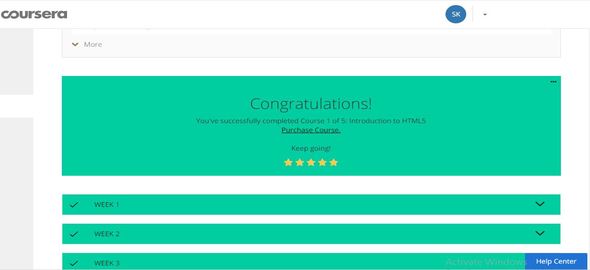 coursera
SK
More
Congratulations!
You've successfully completed Course 1 of 5: Introduction to HTML5
Purchase Course.
Keep going!
WEEK 1
WEEK 2
WEEK 3
Activate Windows
Help Center